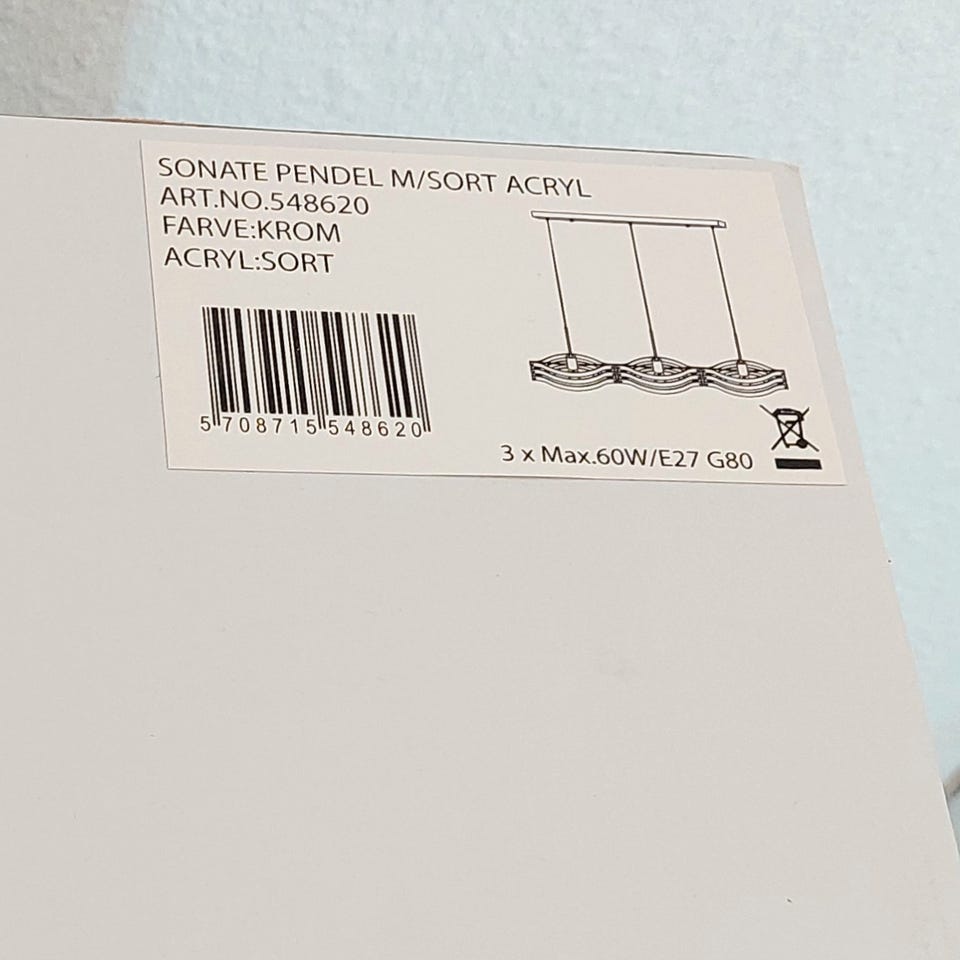 SONATE PENDEL M/SORT ACRYL
ART.NO.548620
FARVE:KROM
ACRYL:SORT
5 708715 548620
3 x Max.60W/E27 G80